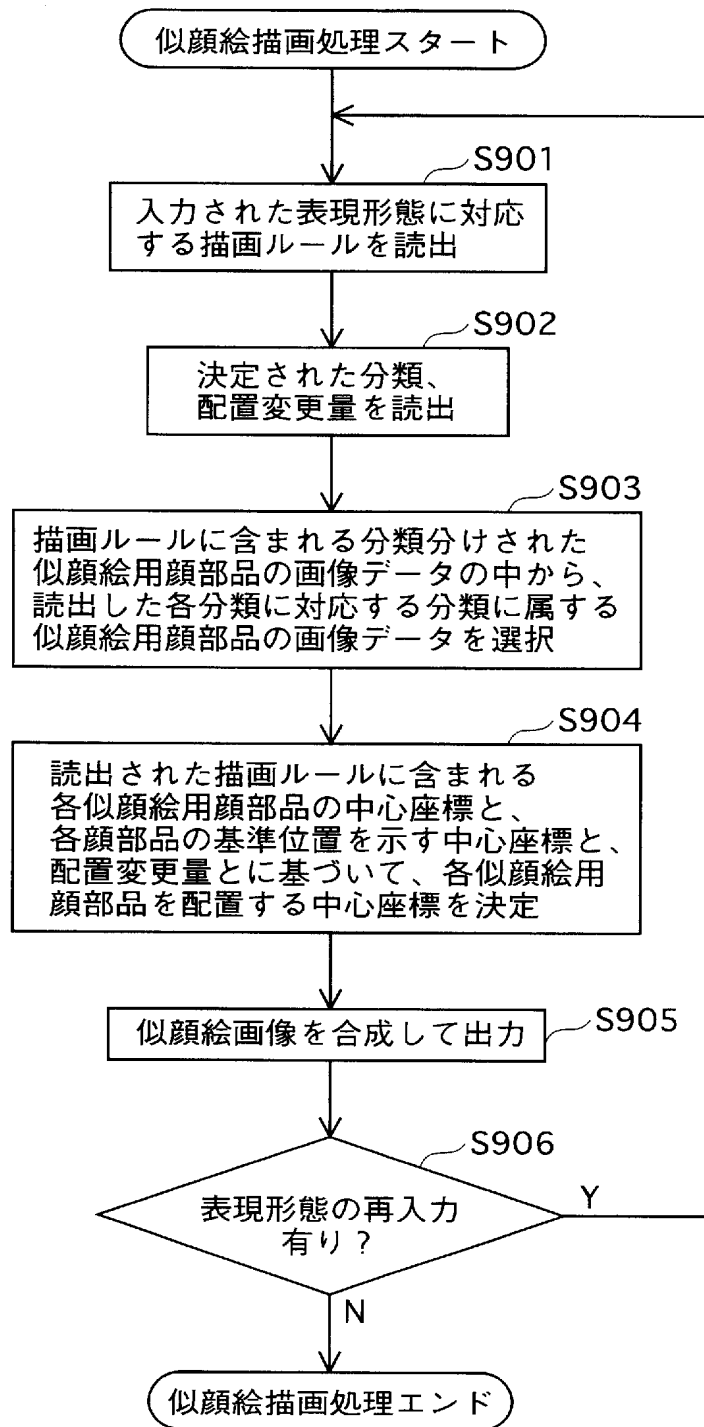 似顔絵描画処理スタート
S901
入力された表現形態に対応
する描画ルールを読出
S902
決定された分類、
配置変更量を読出
S903
描画ルールに含まれる分類分けされた
似顔絵用顔部品の画像データの中から、
読出した各分類に対応する分類に属する
似顔絵用顔部品の画像データを選択
S904
読出された描画ルールに含まれる
各似顔絵用顔部品の中心座標と、
各顔部品の基準位置を示す中心座標と、
配置変更量とに基づいて、各似顔絵用
顔部品を配置する中心座標を決定
似顔絵画像を合成して出力
S905
S906
表現形態の再入力
有り?
Y
N
似顔絵描画処理エンド